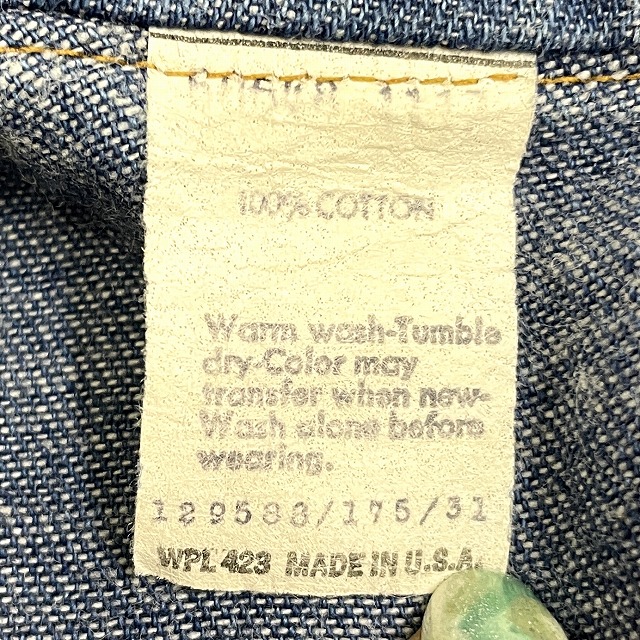 100% COTTON
Warm wash-Tumble
dry-Color may
transfer when new-
Wash alone before
wearing.
129583/175/31
WPL 423 MADE IN U.S.A.